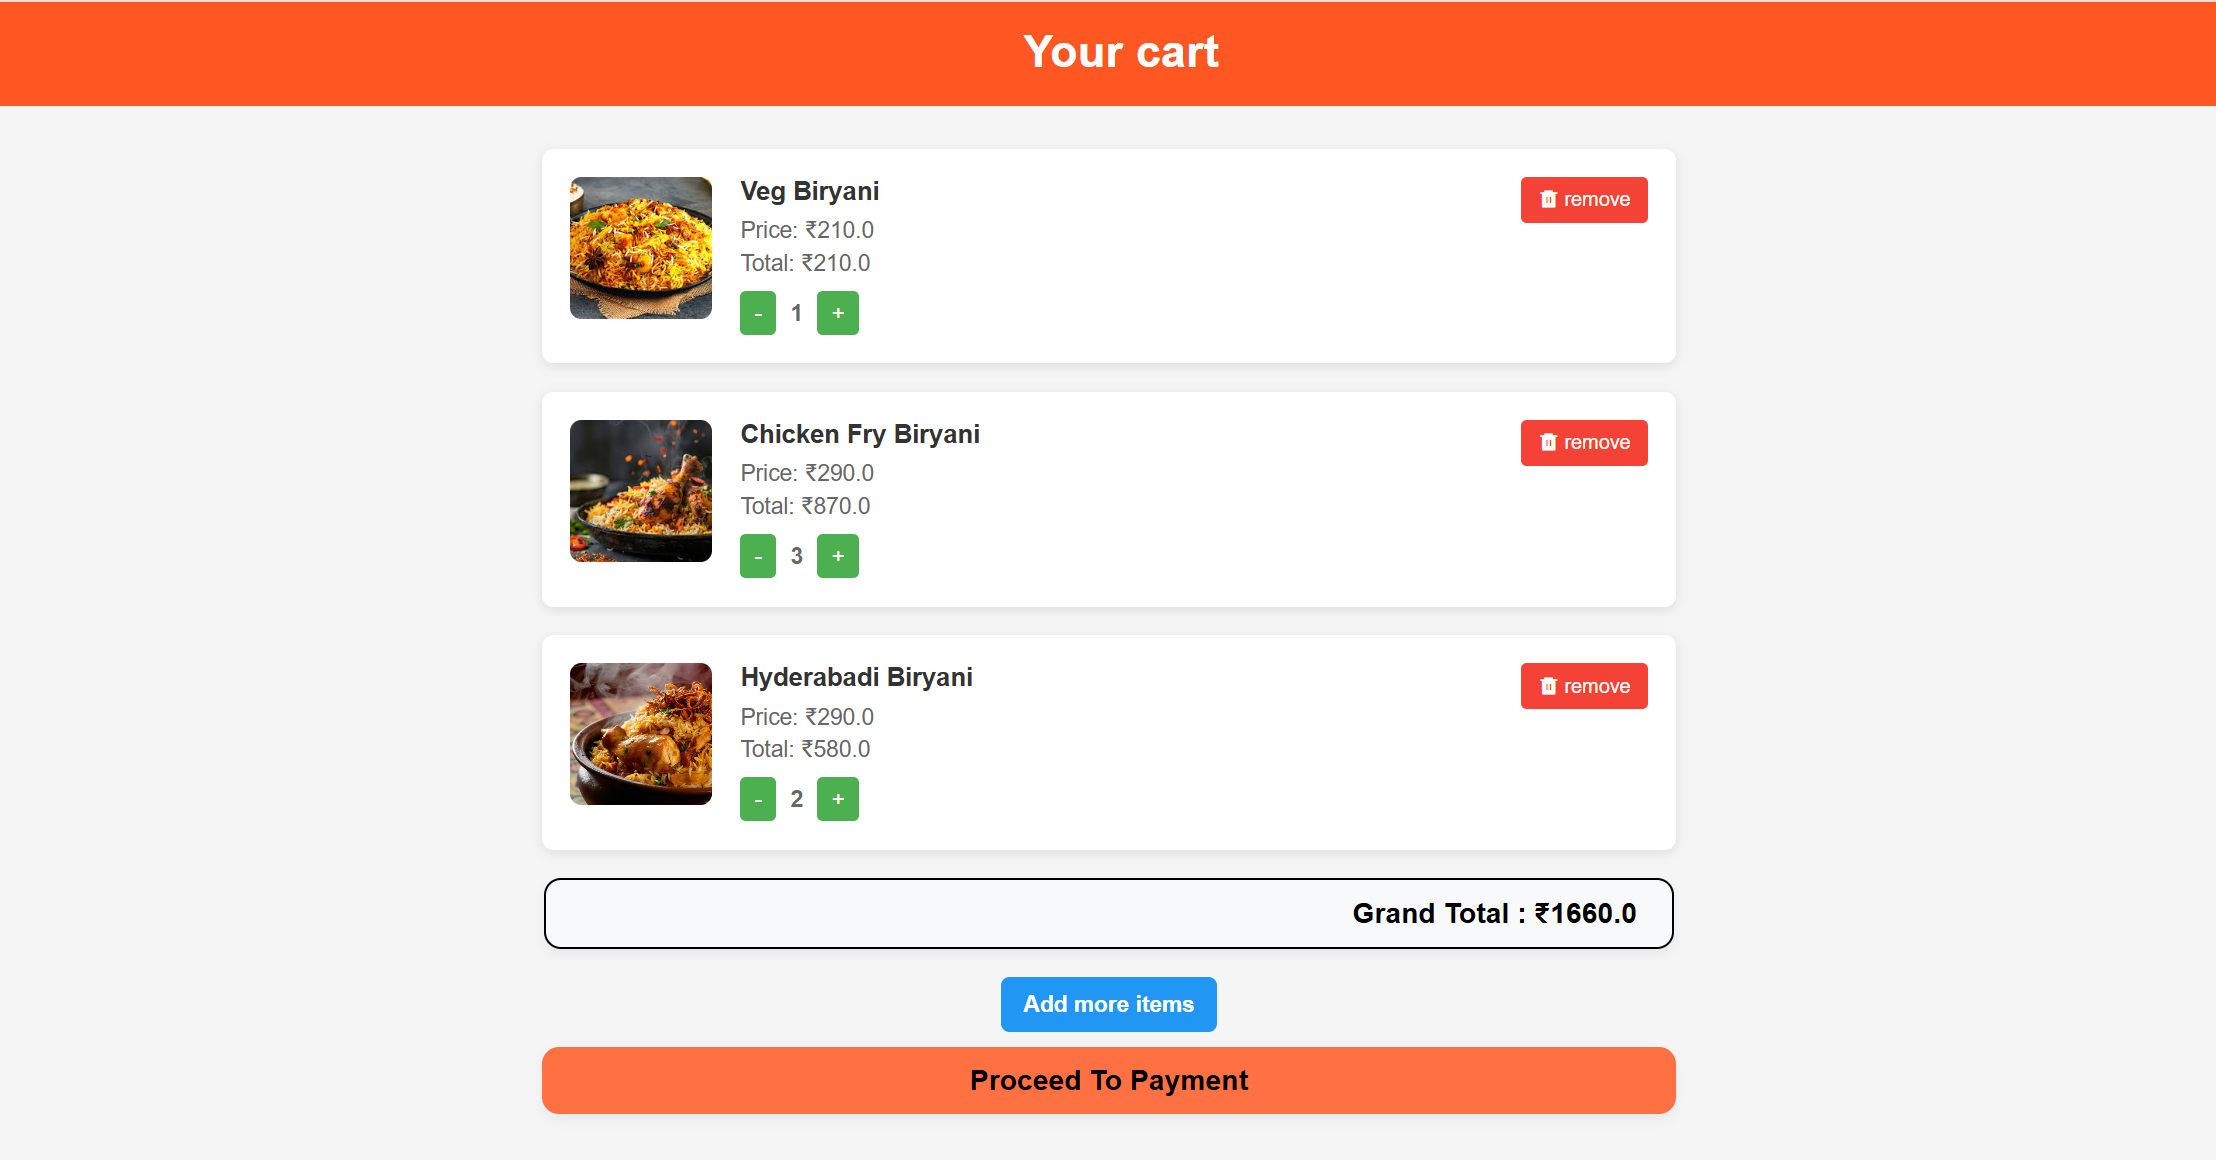 Your cart
Veg Biryani
remove
Price: ₹210.0
Total: ₹210.0
- 1 +
Chicken Fry Biryani
remove
Price: ₹290.0
Total: ₹870.0
- 3 +
Hyderabadi Biryani
remove
Price: ₹290.0
Total: ₹580.0
- 2 +
Grand Total : ₹1660.0
Add more items
Proceed To Payment